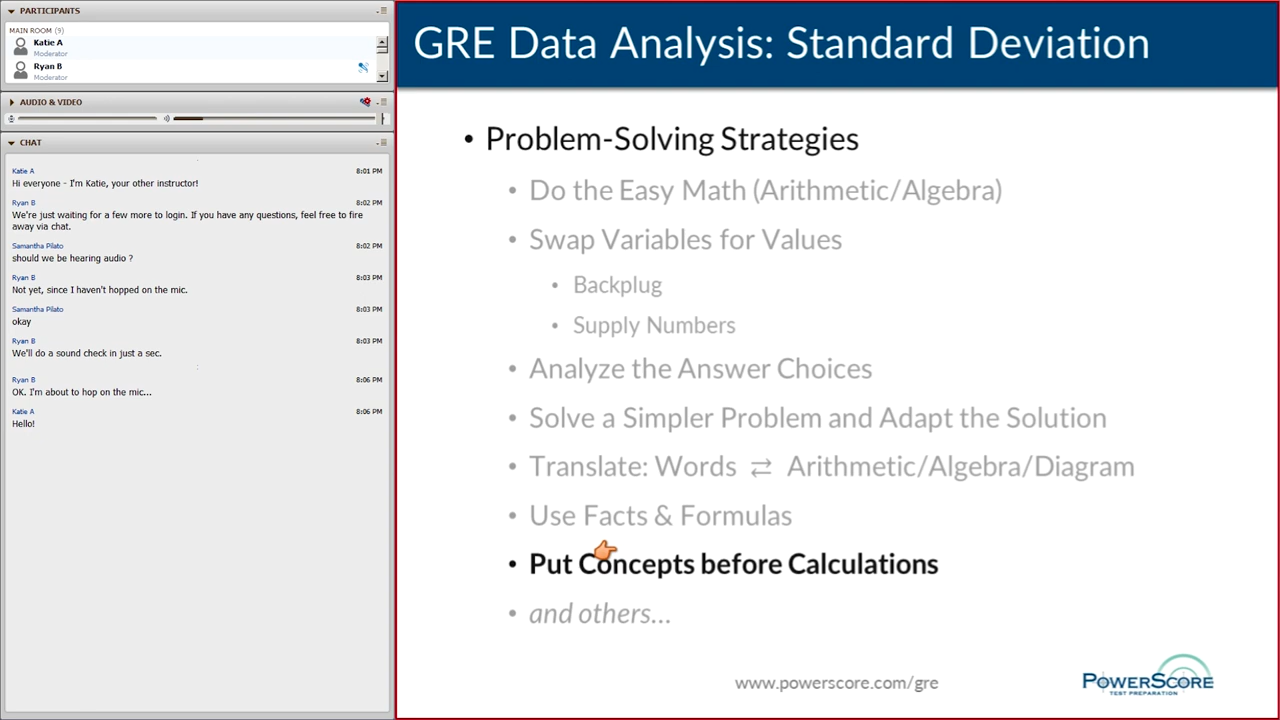 PARTICIPANTS
MAIN ROOM (9)
Katie A
Moderator
Ryan B
Moderator
AUDIO & VIDEO
CHAT
Katie A 8:01 PM
Hi everyone - I'm Katie, your other instructor!
Ryan B 8:02 PM
We're just waiting for a few more to login. If you have any questions, feel free to fire
away via chat.
Samantha Pilato 8:02 PM
should we be hearing audio ?
Ryan B 8:03 PM
Not yet, since I haven't hopped on the mic.
Samantha Pilato 8:03 PM
okay
Ryan B 8:03 PM
We'll do a sound check in just a sec.
Ryan B 8:06 PM
OK. I'm about to hop on the mic...
Katie A 8:06 PM
Hello!
GRE Data Analysis: Standard Deviation
• Problem-Solving Strategies
• Do the Easy Math (Arithmetic/Algebra)
• Swap Variables for Values
• Backplug
• Supply Numbers
• Analyze the Answer Choices
• Solve a Simpler Problem and Adapt the Solution
• Translate: Words ⇄ Arithmetic/Algebra/Diagram
• Use Facts & Formulas
• Put Concepts before Calculations
• and others...
www.powerscore.com/gre
POWERSCORE
TEST PREPARATION